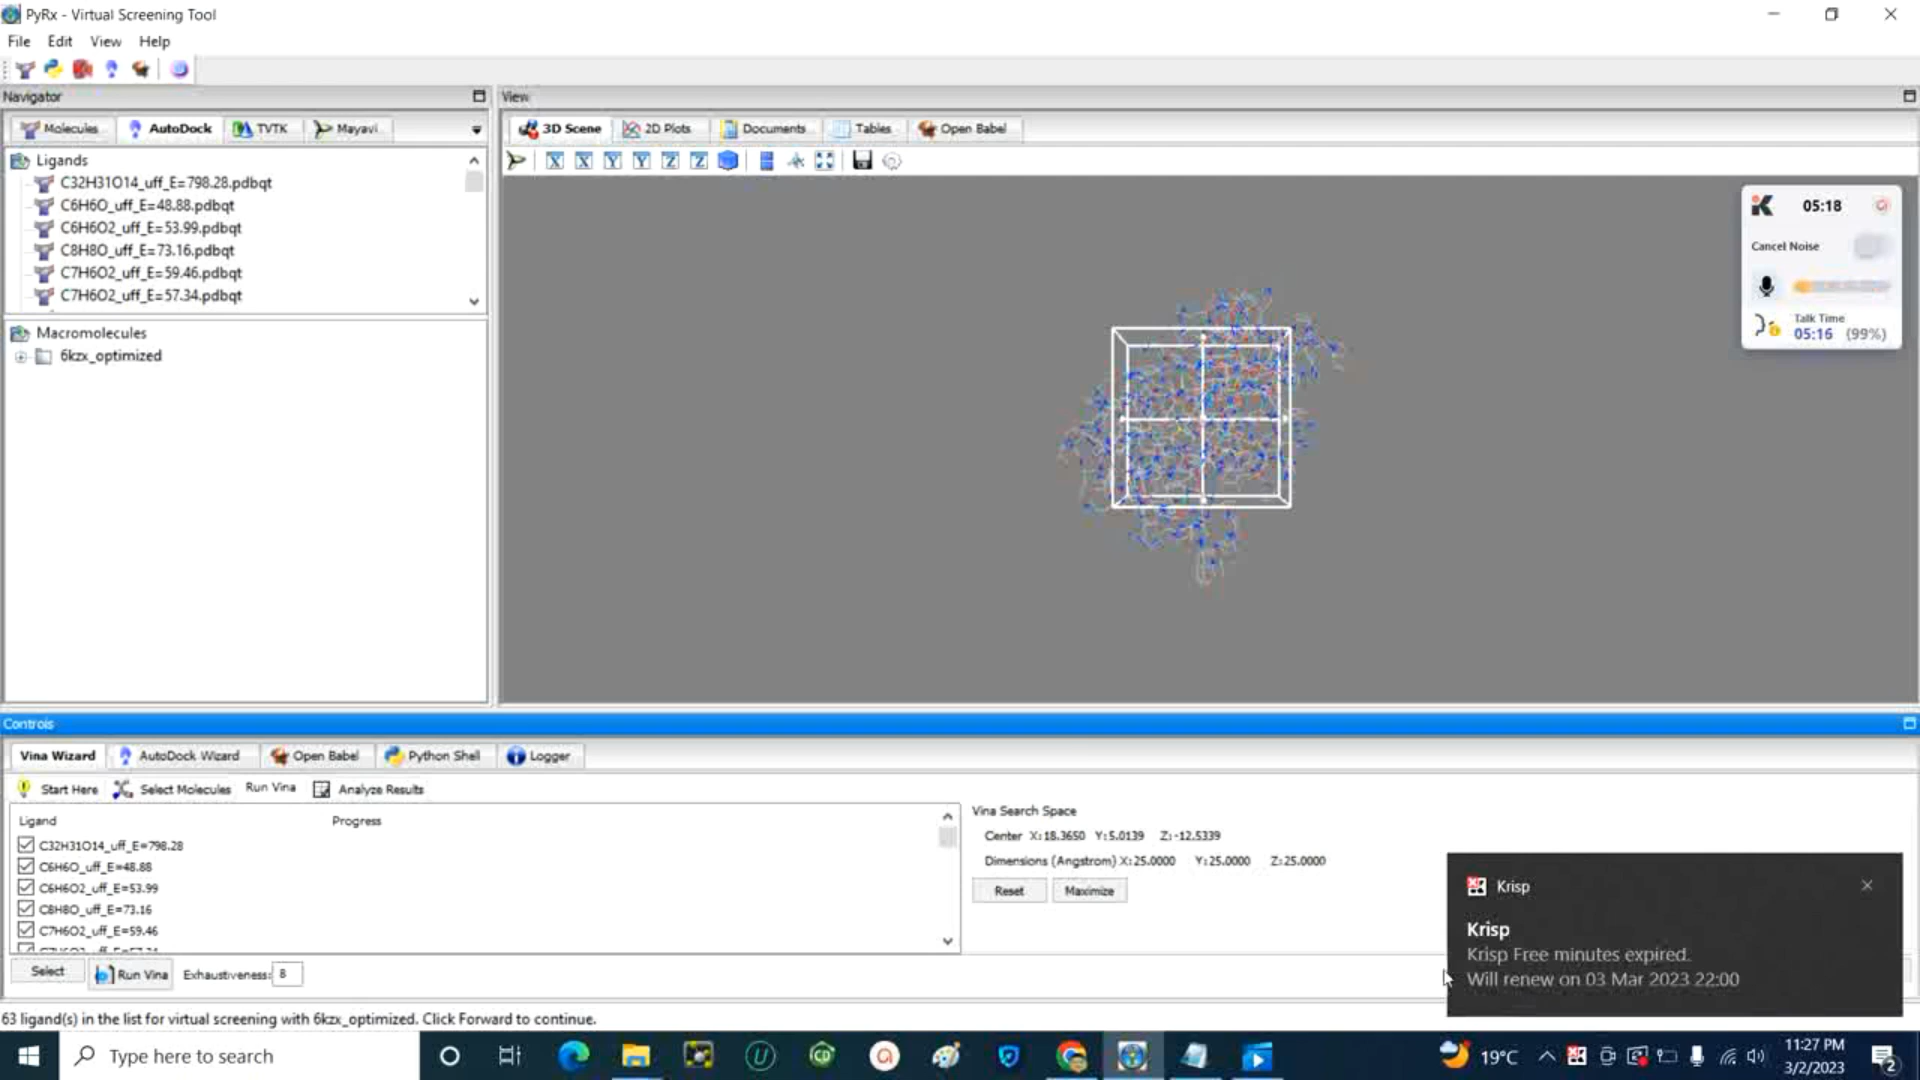 PyRx - Virtual Screening Tool
File Edit View Help
Navigator
View
Molecules AutoDock TVTK Mayavi
3D Scene 2D Plots Documents Tables Open Babel
Ligands
C32H31O14_uff_E=798.28.pdbqt
C6H6O_uff_E=48.88.pdbqt
C6H6O2_uff_E=53.99.pdbqt
C8H8O_uff_E=73.16.pdbqt
C7H6O2_uff_E=59.46.pdbqt
C7H6O2_uff_E=57.34.pdbqt
Macromolecules
6kzx_optimized
05:18
Cancel Noise
Talk Time
05:16 (99%)
Controls
Vina Wizard AutoDock Wizard Open Babel Python Shell Logger
Start Here Select Molecules Run Vina Analyze Results
Ligand Progress
C32H31O14_uff_E=798.28
C6H6O_uff_E=48.88
C6H6O2_uff_E=53.99
C8H8O_uff_E=73.16
C7H6O2_uff_E=59.46
Vina Search Space
Center X:18.3650 Y:5.0139 Z:-12.5339
Dimensions (Angstrom) X:25.0000 Y:25.0000 Z:25.0000
Reset Maximize
Select Run Vina Exhaustiveness: 8
Krisp
Krisp
Krisp Free minutes expired.
Will renew on 03 Mar 2023 22:00
63 ligand(s) in the list for virtual screening with 6kzx_optimized. Click Forward to continue.
Type here to search
19°C
11:27 PM
3/2/2023
2